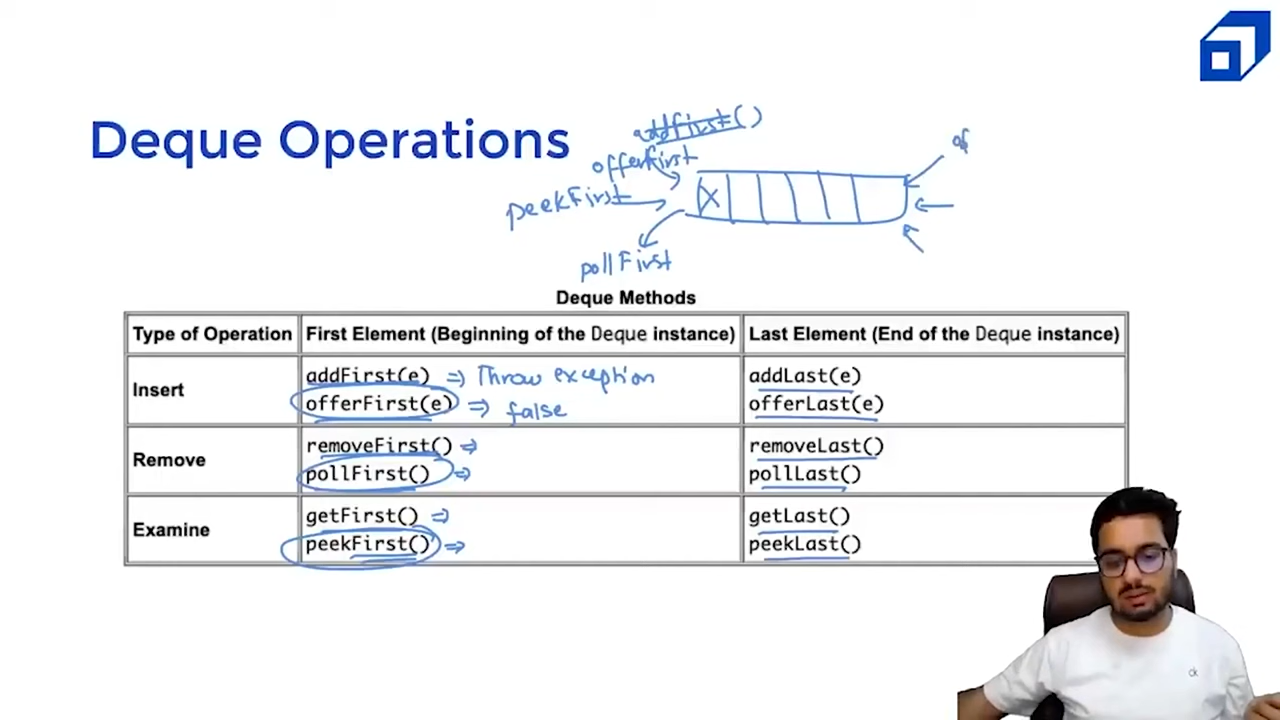 Deque Operations
addFirst()
offerFirst
of
peekFirst
pollFirst
Deque Methods
Type of Operation First Element (Beginning of the Deque instance) Last Element (End of the Deque instance)
Insert
addFirst(e) => Throw exception
offerFirst(e) => false
addLast(e)
offerLast(e)
Remove
removeFirst() =>
pollFirst() =>
removeLast()
pollLast()
Examine
getFirst() =>
peekFirst() =>
getLast()
peekLast()